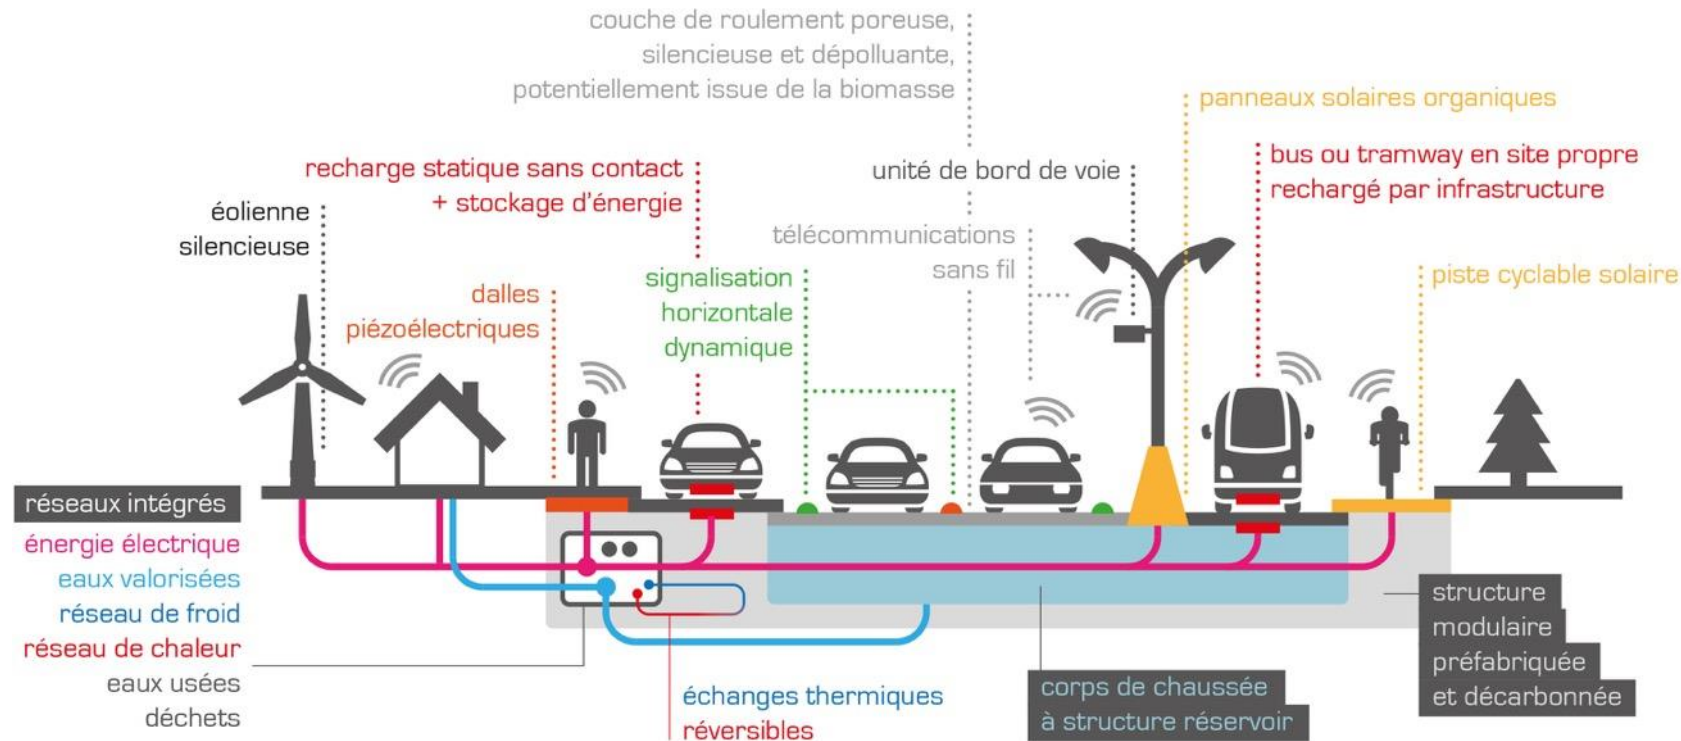 couche de roulement poreuse,
silencieuse et dépolluante,
potentiellement issue de la biomasse
panneaux solaires organiques
recharge statique sans contact
+ stockage d'énergie
unité de bord de voie
bus ou tramway en site propre
rechargé par infrastructure
éolienne
silencieuse
télécommunications
sans fil
signalisation
horizontale
dynamique
piste cyclable solaire
dalles
piézoélectriques
réseaux intégrés
énergie électrique
eaux valorisées
réseau de froid
réseau de chaleur
eaux usées
déchets
échanges thermiques
réversibles
corps de chaussée
à structure réservoir
structure
modulaire
préfabriquée
et décarbonnée